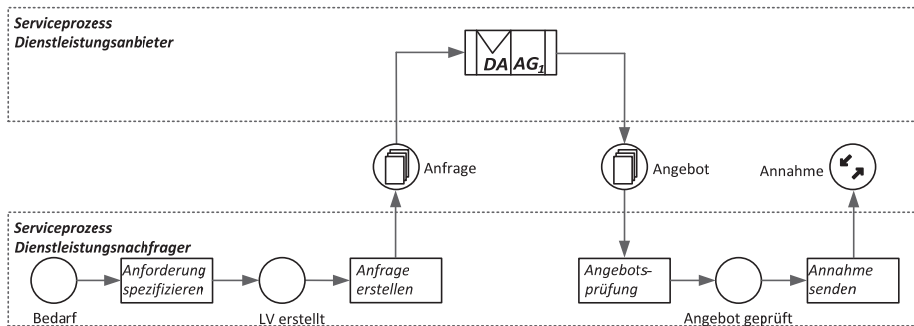 Serviceprozess
Dienstleistungsanbieter
DA AG1
Anfrage
Angebot
Annahme
Serviceprozess
Dienstleistungsnachfrager
Anforderung
spezifizieren
Anfrage
erstellen
Angebots-
prüfung
Annahme
senden
Bedarf
LV erstellt
Angebot geprüft